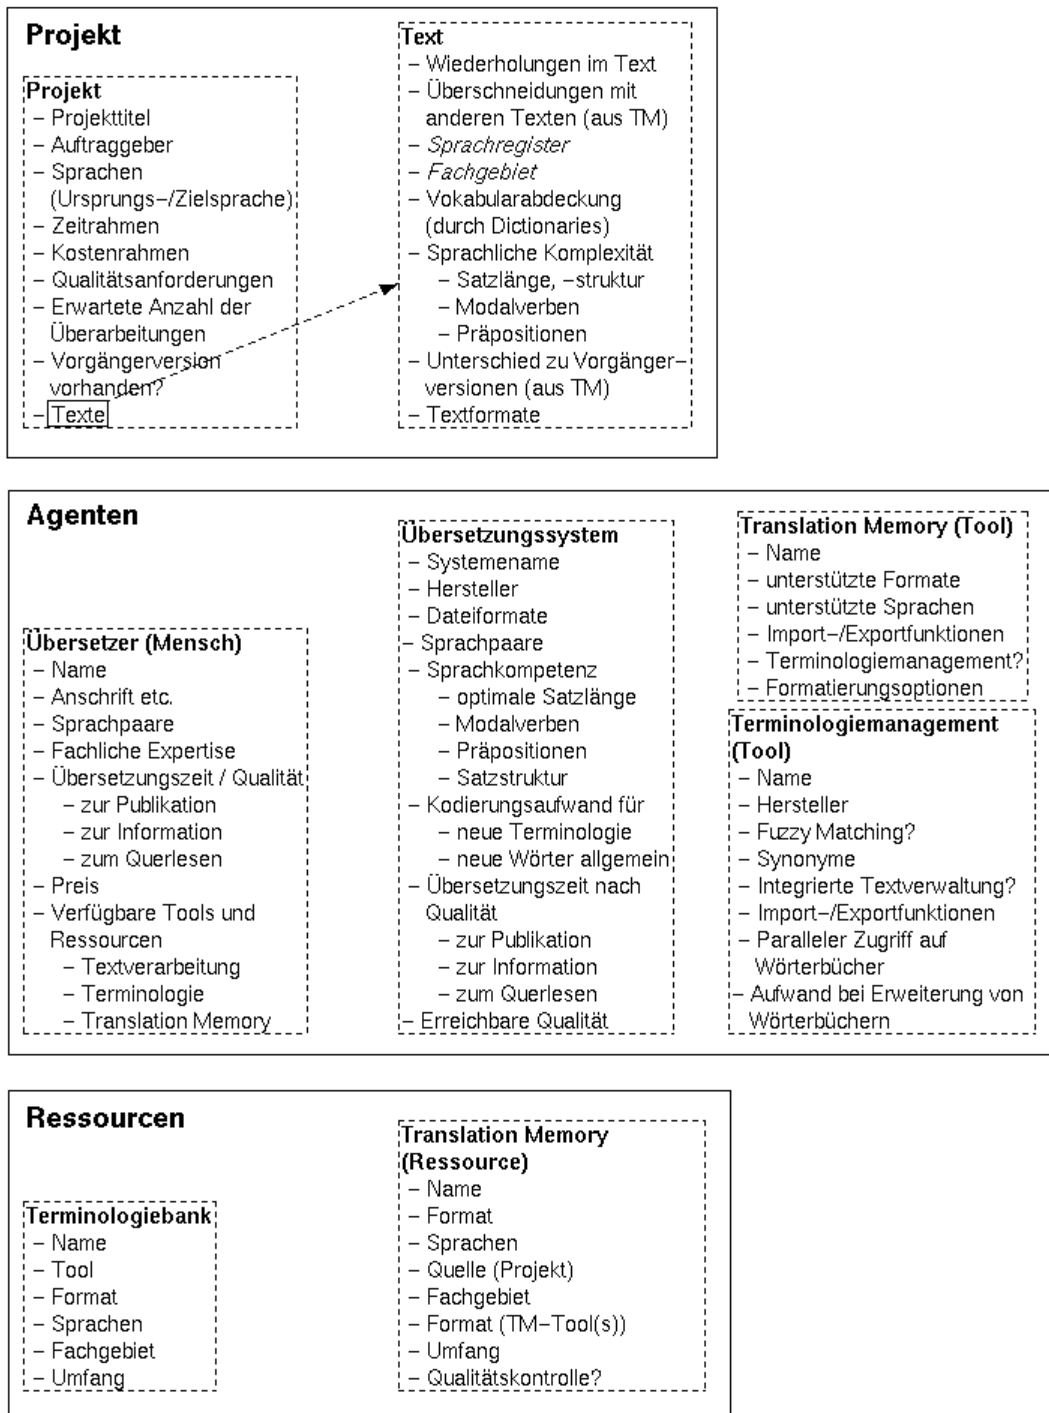 Projekt
Projekt
– Projekttitel
– Auftraggeber
– Sprachen
(Ursprungs–/Zielsprache)
– Zeitrahmen
– Kostenrahmen
– Qualitätsanforderungen
– Erwartete Anzahl der
Überarbeitungen
– Vorgängerversion
vorhanden?
– Texte
Text
– Wiederholungen im Text
– Überschneidungen mit
anderen Texten (aus TM)
– Sprachregister
– Fachgebiet
– Vokabularabdeckung
(durch Dictionaries)
– Sprachliche Komplexität
– Satzlänge, –struktur
– Modalverben
– Präpositionen
– Unterschied zu Vorgänger–
versionen (aus TM)
– Textformate
Agenten
Übersetzer (Mensch)
– Name
– Anschrift etc.
– Sprachpaare
– Fachliche Expertise
– Übersetzungszeit / Qualität
– zur Publikation
– zur Information
– zum Querlesen
– Preis
– Verfügbare Tools und
Ressourcen
– Textverarbeitung
– Terminologie
– Translation Memory
Übersetzungssystem
– Systemename
– Hersteller
– Dateiformate
– Sprachpaare
– Sprachkompetenz
– optimale Satzlänge
– Modalverben
– Präpositionen
– Satzstruktur
– Kodierungsaufwand für
– neue Terminologie
– neue Wörter allgemein
– Übersetzungszeit nach
Qualität
– zur Publikation
– zur Information
– zum Querlesen
– Erreichbare Qualität
Translation Memory (Tool)
– Name
– unterstützte Formate
– unterstützte Sprachen
– Import–/Exportfunktionen
– Terminologiemanagement?
– Formatierungsoptionen
Terminologiemanagement
(Tool)
– Name
– Hersteller
– Fuzzy Matching?
– Synonyme
– Integrierte Textverwaltung?
– Import–/Exportfunktionen
– Paralleler Zugriff auf
Wörterbücher
– Aufwand bei Erweiterung von
Wörterbüchern
Ressourcen
Terminologiebank
– Name
– Tool
– Format
– Sprachen
– Fachgebiet
– Umfang
Translation Memory
(Ressource)
– Name
– Format
– Sprachen
– Quelle (Projekt)
– Fachgebiet
– Format (TM–Tool(s))
– Umfang
– Qualitätskontrolle?